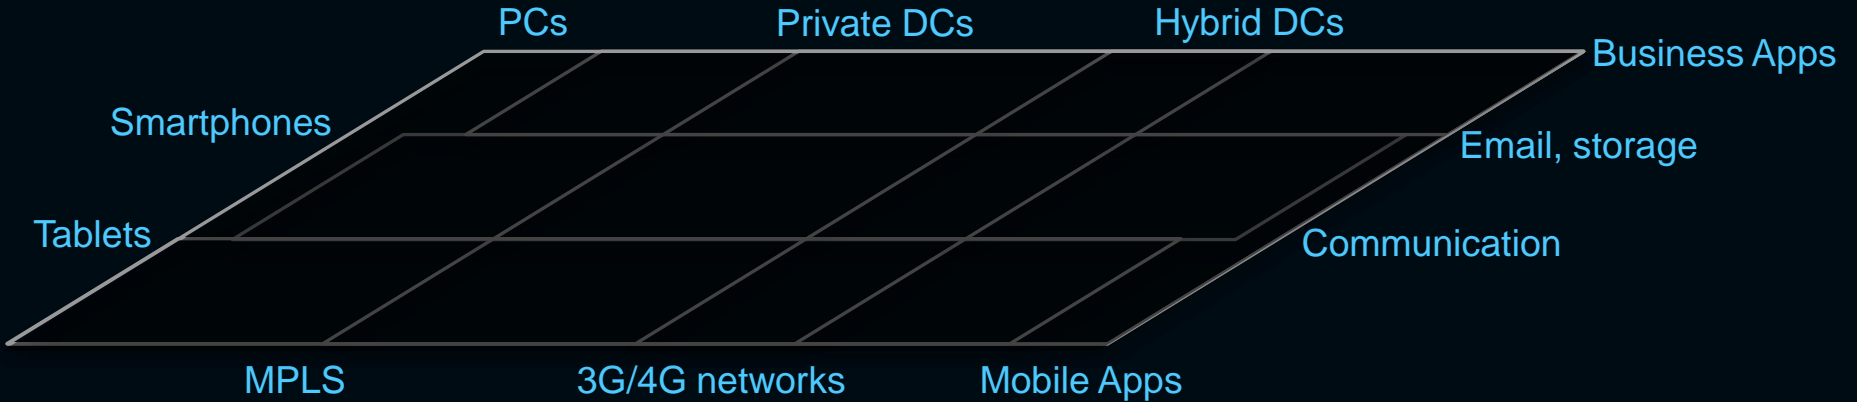 PCs
Private DCs
Hybrid DCs
Business Apps
Smartphones
Email, storage
Tablets
Communication
MPLS
3G/4G networks
Mobile Apps